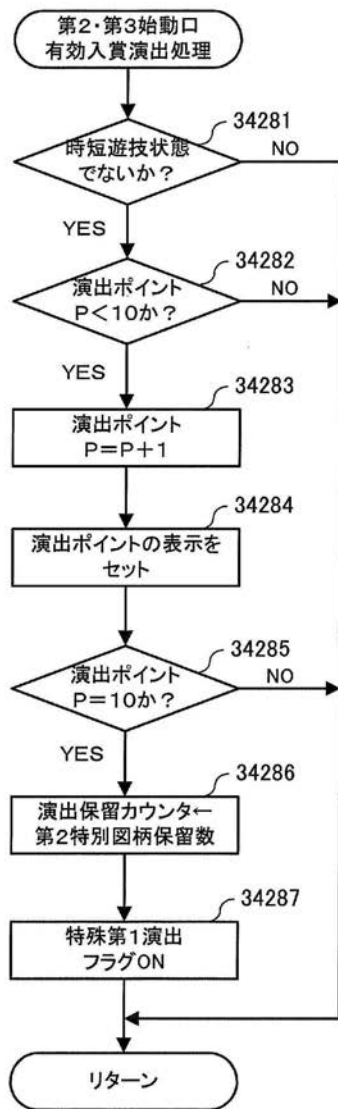 第2・第3始動口
有効入賞演出処理
34281
時短遊技状態
でないか？
NO
YES
34282
演出ポイント
P＜10か？
NO
YES
34283
演出ポイント
P＝P＋1
34284
演出ポイントの表示を
セット
34285
演出ポイント
P＝10か？
NO
YES
34286
演出保留カウンタ←
第2特別図柄保留数
34287
特殊第1演出
フラグON
リターン